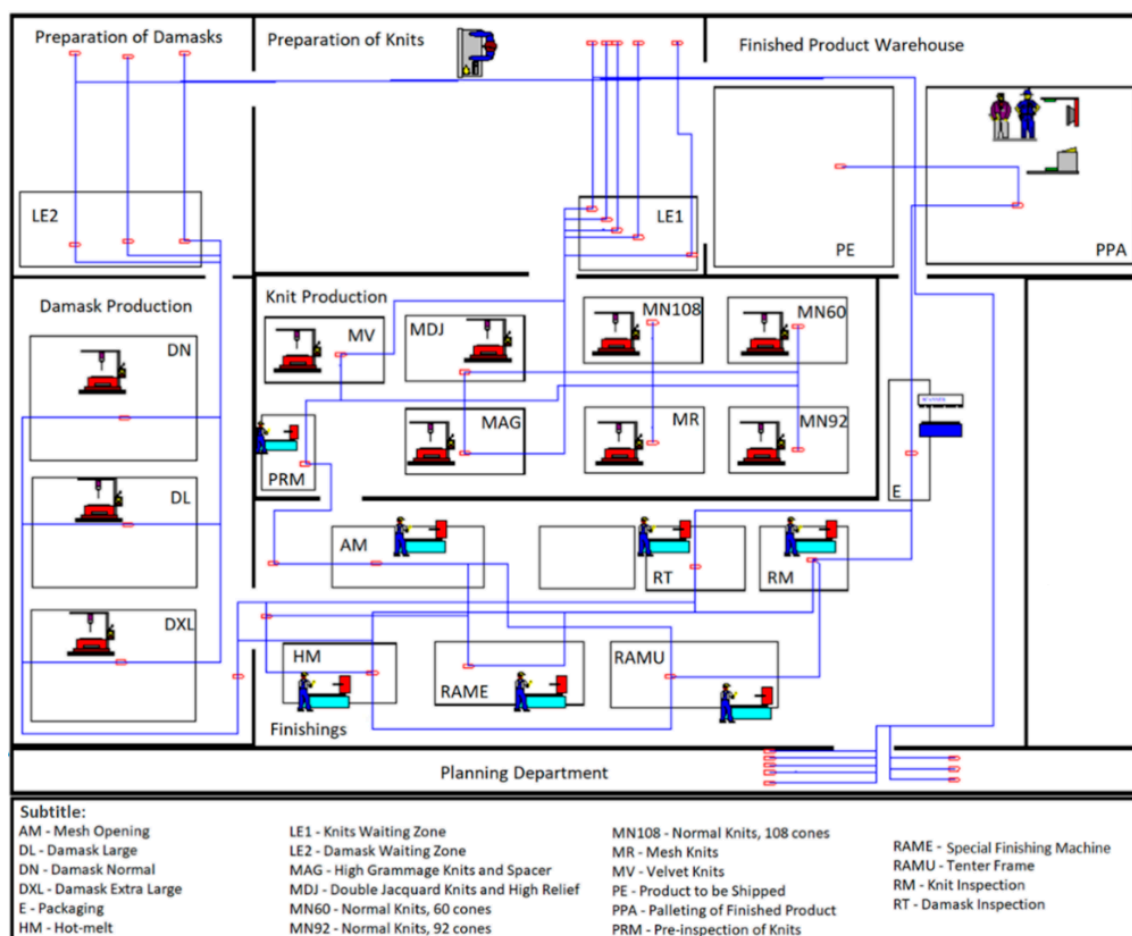 Preparation of Damasks
Preparation of Knits
Finished Product Warehouse
LE2
LE1
PE
PPA
Damask Production
Knit Production
DN
MV
MDJ
MN108
MN60
MAG
MR
MN92
DL
PRM
E
AM
RT
RM
DXL
HM
RAME
RAMU
Finishings
Planning Department
Subtitle:
AM - Mesh Opening
DL - Damask Large
DN - Damask Normal
DXL - Damask Extra Large
E - Packaging
HM - Hot-melt
LE1 - Knits Waiting Zone
LE2 - Damask Waiting Zone
MAG - High Grammage Knits and Spacer
MDJ - Double Jacquard Knits and High Relief
MN60 - Normal Knits, 60 cones
MN92 - Normal Knits, 92 cones
MN108 - Normal Knits, 108 cones
MR - Mesh Knits
MV - Velvet Knits
PE - Product to be Shipped
PPA - Palleting of Finished Product
PRM - Pre-inspection of Knits
RAME - Special Finishing Machine
RAMU - Tenter Frame
RM - Knit Inspection
RT - Damask Inspection